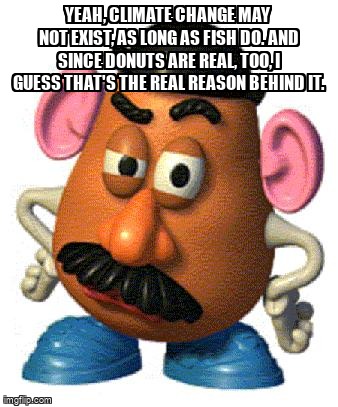 YEAH, CLIMATE CHANGE MAY
NOT EXIST, AS LONG AS FISH DO. AND
SINCE DONUTS ARE REAL, TOO, I
GUESS THAT'S THE REAL REASON BEHIND IT.
imgflip.com